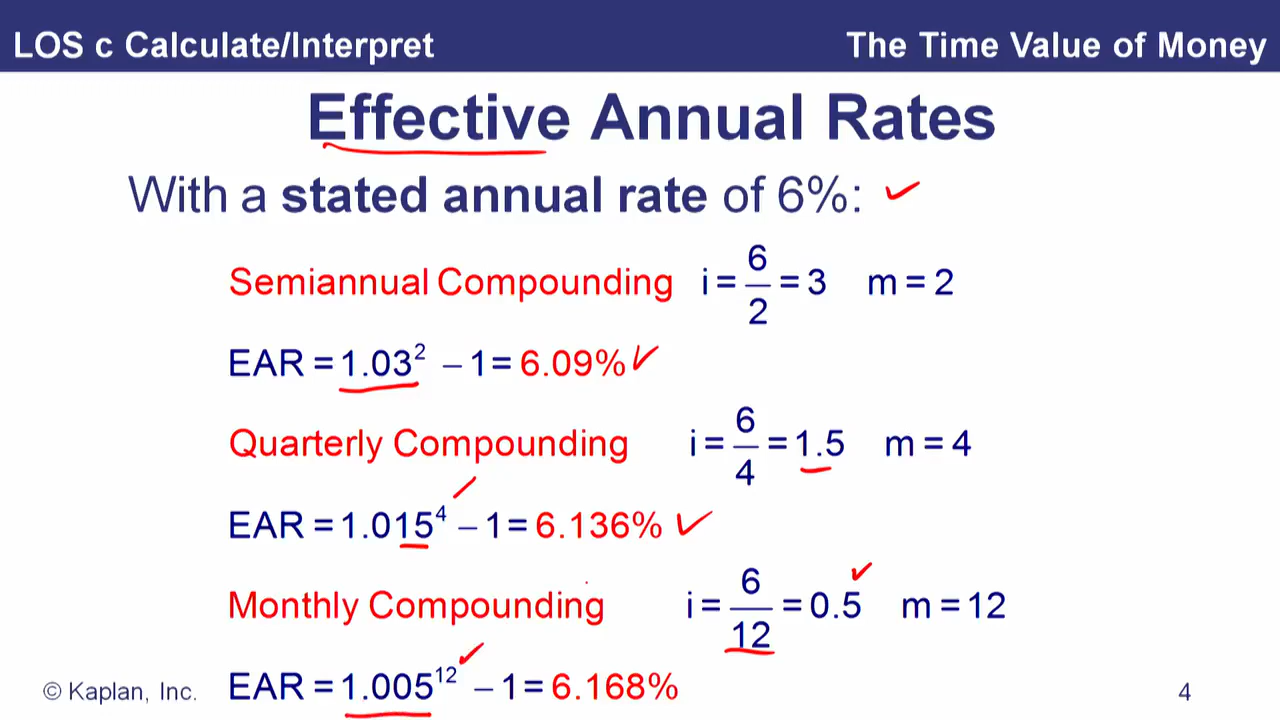 LOS c Calculate/Interpret The Time Value of Money
Effective Annual Rates
With a stated annual rate of 6%:
Semiannual Compounding i = 6/2 = 3 m = 2
EAR = 1.03² – 1 = 6.09%
Quarterly Compounding i = 6/4 = 1.5 m = 4
EAR = 1.015⁴ – 1 = 6.136%
Monthly Compounding i = 6/12 = 0.5 m = 12
© Kaplan, Inc. EAR = 1.005¹² – 1 = 6.168% 4